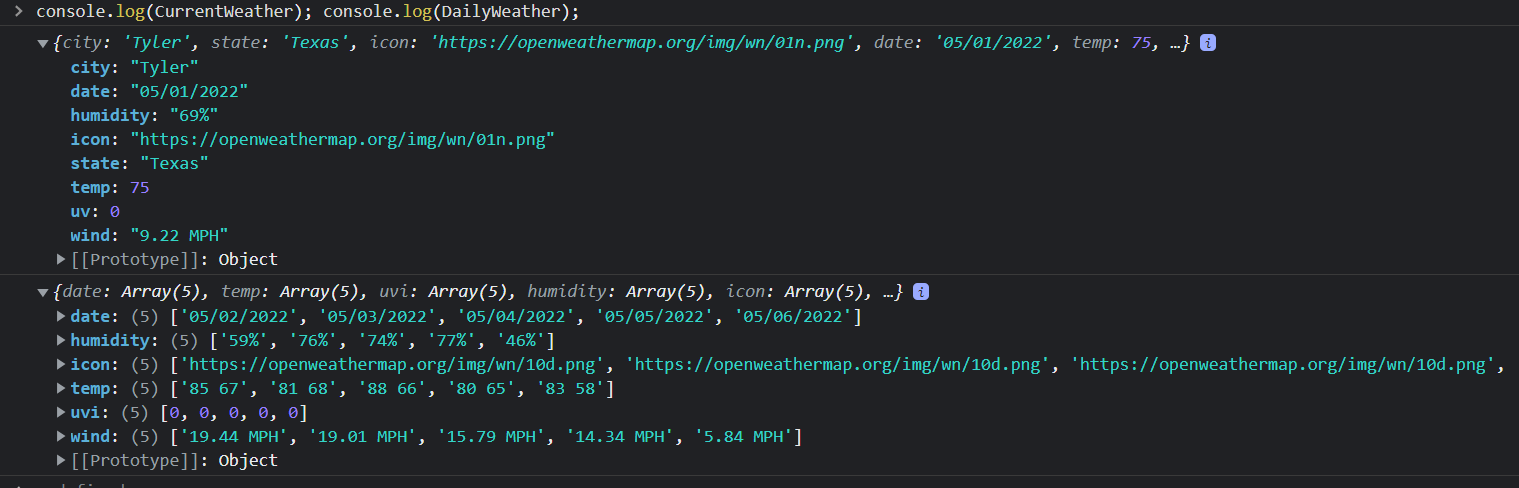 > console.log(CurrentWeather); console.log(DailyWeather);
▼{city: 'Tyler', state: 'Texas', icon: 'https://openweathermap.org/img/wn/01n.png', date: '05/01/2022', temp: 75, …} i
city: "Tyler"
date: "05/01/2022"
humidity: "69%"
icon: "https://openweathermap.org/img/wn/01n.png"
state: "Texas"
temp: 75
uv: 0
wind: "9.22 MPH"
▶[[Prototype]]: Object
▼{date: Array(5), temp: Array(5), uvi: Array(5), humidity: Array(5), icon: Array(5), …} i
▶date: (5) ['05/02/2022', '05/03/2022', '05/04/2022', '05/05/2022', '05/06/2022']
▶humidity: (5) ['59%', '76%', '74%', '77%', '46%']
▶icon: (5) ['https://openweathermap.org/img/wn/10d.png', 'https://openweathermap.org/img/wn/10d.png', 'https://openweathermap.org/img/wn/10d.png',
▶temp: (5) ['85 67', '81 68', '88 66', '80 65', '83 58']
▶uvi: (5) [0, 0, 0, 0, 0]
▶wind: (5) ['19.44 MPH', '19.01 MPH', '15.79 MPH', '14.34 MPH', '5.84 MPH']
▶[[Prototype]]: Object